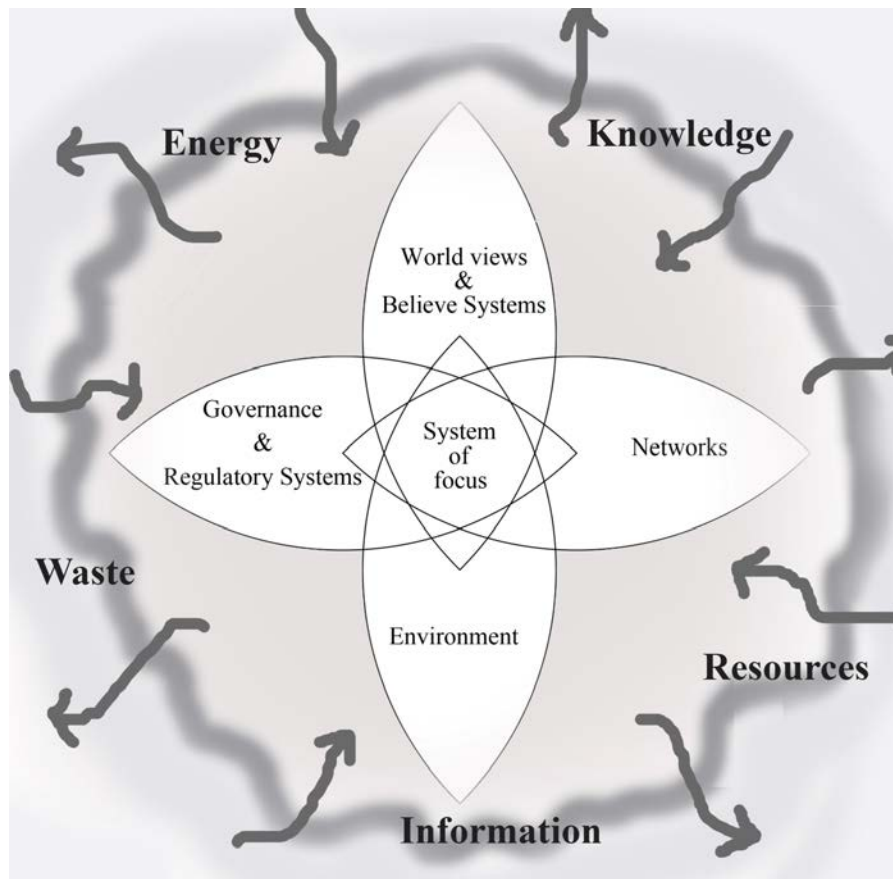 Energy
Knowledge
World views
&
Believe Systems
Governance
&
Regulatory Systems
System
of
focus
Networks
Waste
Environment
Resources
Information